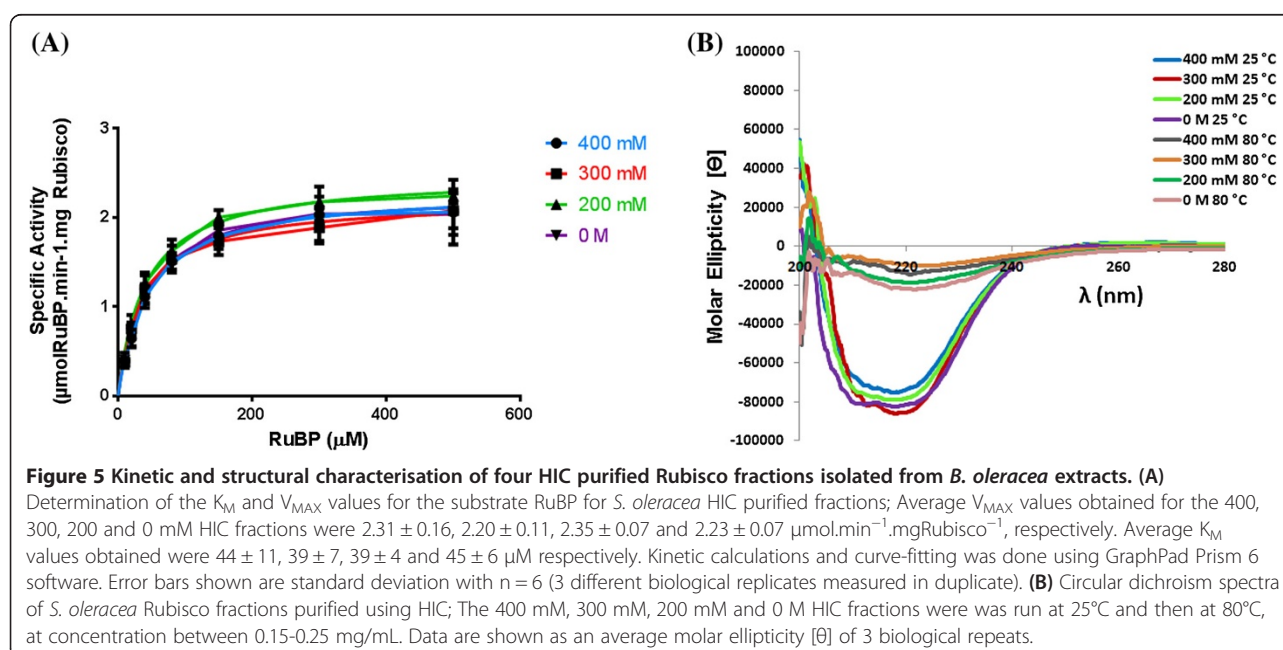 (A)
3
2
1
0
Specific Activity
(µmolRuBP.min-1.mg Rubisco)
0
200
400
600
RuBP (µM)
400 mM
300 mM
200 mM
0 M
(B)
100000
80000
60000
40000
20000
0
-20000
-40000
-60000
-80000
-100000
Molar Ellipticity [Θ]
200
220
240
260
280
λ (nm)
400 mM 25 °C
300 mM 25 °C
200 mM 25 °C
0 M 25 °C
400 mM 80 °C
300 mM 80 °C
200 mM 80 °C
0 M 80 °C
Figure 5 Kinetic and structural characterisation of four HIC purified Rubisco fractions isolated from B. oleracea extracts. (A)
Determination of the KM and VMAX values for the substrate RuBP for S. oleracea HIC purified fractions; Average VMAX values obtained for the 400,
300, 200 and 0 mM HIC fractions were 2.31 ± 0.16, 2.20 ± 0.11, 2.35 ± 0.07 and 2.23 ± 0.07 µmol.min−1.mgRubisco−1, respectively. Average KM
values obtained were 44 ± 11, 39 ± 7, 39 ± 4 and 45 ± 6 µM respectively. Kinetic calculations and curve-fitting was done using GraphPad Prism 6
software. Error bars shown are standard deviation with n = 6 (3 different biological replicates measured in duplicate). (B) Circular dichroism spectra
of S. oleracea Rubisco fractions purified using HIC; The 400 mM, 300 mM, 200 mM and 0 M HIC fractions were was run at 25°C and then at 80°C,
at concentration between 0.15-0.25 mg/mL. Data are shown as an average molar ellipticity [θ] of 3 biological repeats.